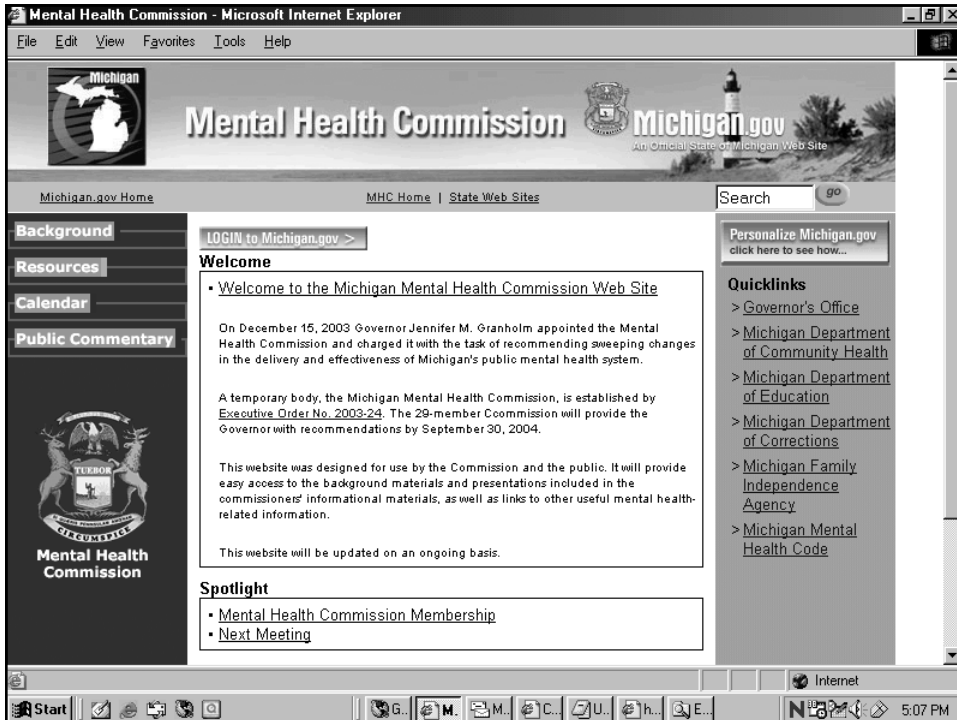 Mental Health Commission - Microsoft Internet Explorer
File Edit View Favorites Tools Help
Michigan
Mental Health Commission
Michigan.gov
An Official State of Michigan Web Site
Michigan.gov Home
MHC Home | State Web Sites
Search go
Background
Resources
Calendar
Public Commentary
TUEBOR
CIRCUMSPICE
Mental Health
Commission
LOGIN to Michigan.gov >
Welcome
▪ Welcome to the Michigan Mental Health Commission Web Site
On December 15, 2003 Governor Jennifer M. Granholm appointed the Mental
Health Commission and charged it with the task of recommending sweeping changes
in the delivery and effectiveness of Michigan's public mental health system.
A temporary body, the Michigan Mental Health Commission, is established by
Executive Order No. 2003-24. The 29-member Ccommission will provide the
Governor with recommendations by September 30, 2004.
This website was designed for use by the Commission and the public. It will provide
easy access to the background materials and presentations included in the
commissioners' informational materials, as well as links to other useful mental health-
related information.
This website will be updated on an ongoing basis.
Spotlight
▪ Mental Health Commission Membership
▪ Next Meeting
Personalize Michigan.gov
click here to see how...
Quicklinks
> Governor's Office
> Michigan Department
of Community Health
> Michigan Department
of Education
> Michigan Department
of Corrections
> Michigan Family
Independence
Agency
> Michigan Mental
Health Code
Internet
Start G.. M. M.. C.. U.. h... E... 5:07 PM